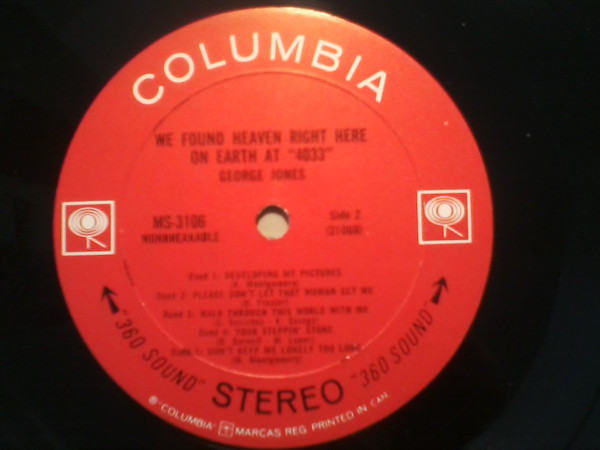 COLUMBIA
WE FOUND HEAVEN RIGHT HERE
ON EARTH AT "4033"
GEORGE JONES
MS-3106
NONBREAKABLE
Side 2
Band 1: DEVELOPING MY PICTURES
(M. Montgomery)
Band 2: PLEASE DON'T LET THAT WOMAN GET ME
(D. Frazier)
Band 3: WALK THROUGH THIS WORLD WITH ME
Band 4: YOUR STEPPIN' STONE
Band 5: DON'T KEEP ME LONELY TOO LONG
(M. Montgomery)
"360 SOUND" STEREO "360 SOUND"
® "COLUMBIA" MARCAS REG. PRINTED IN CAN.